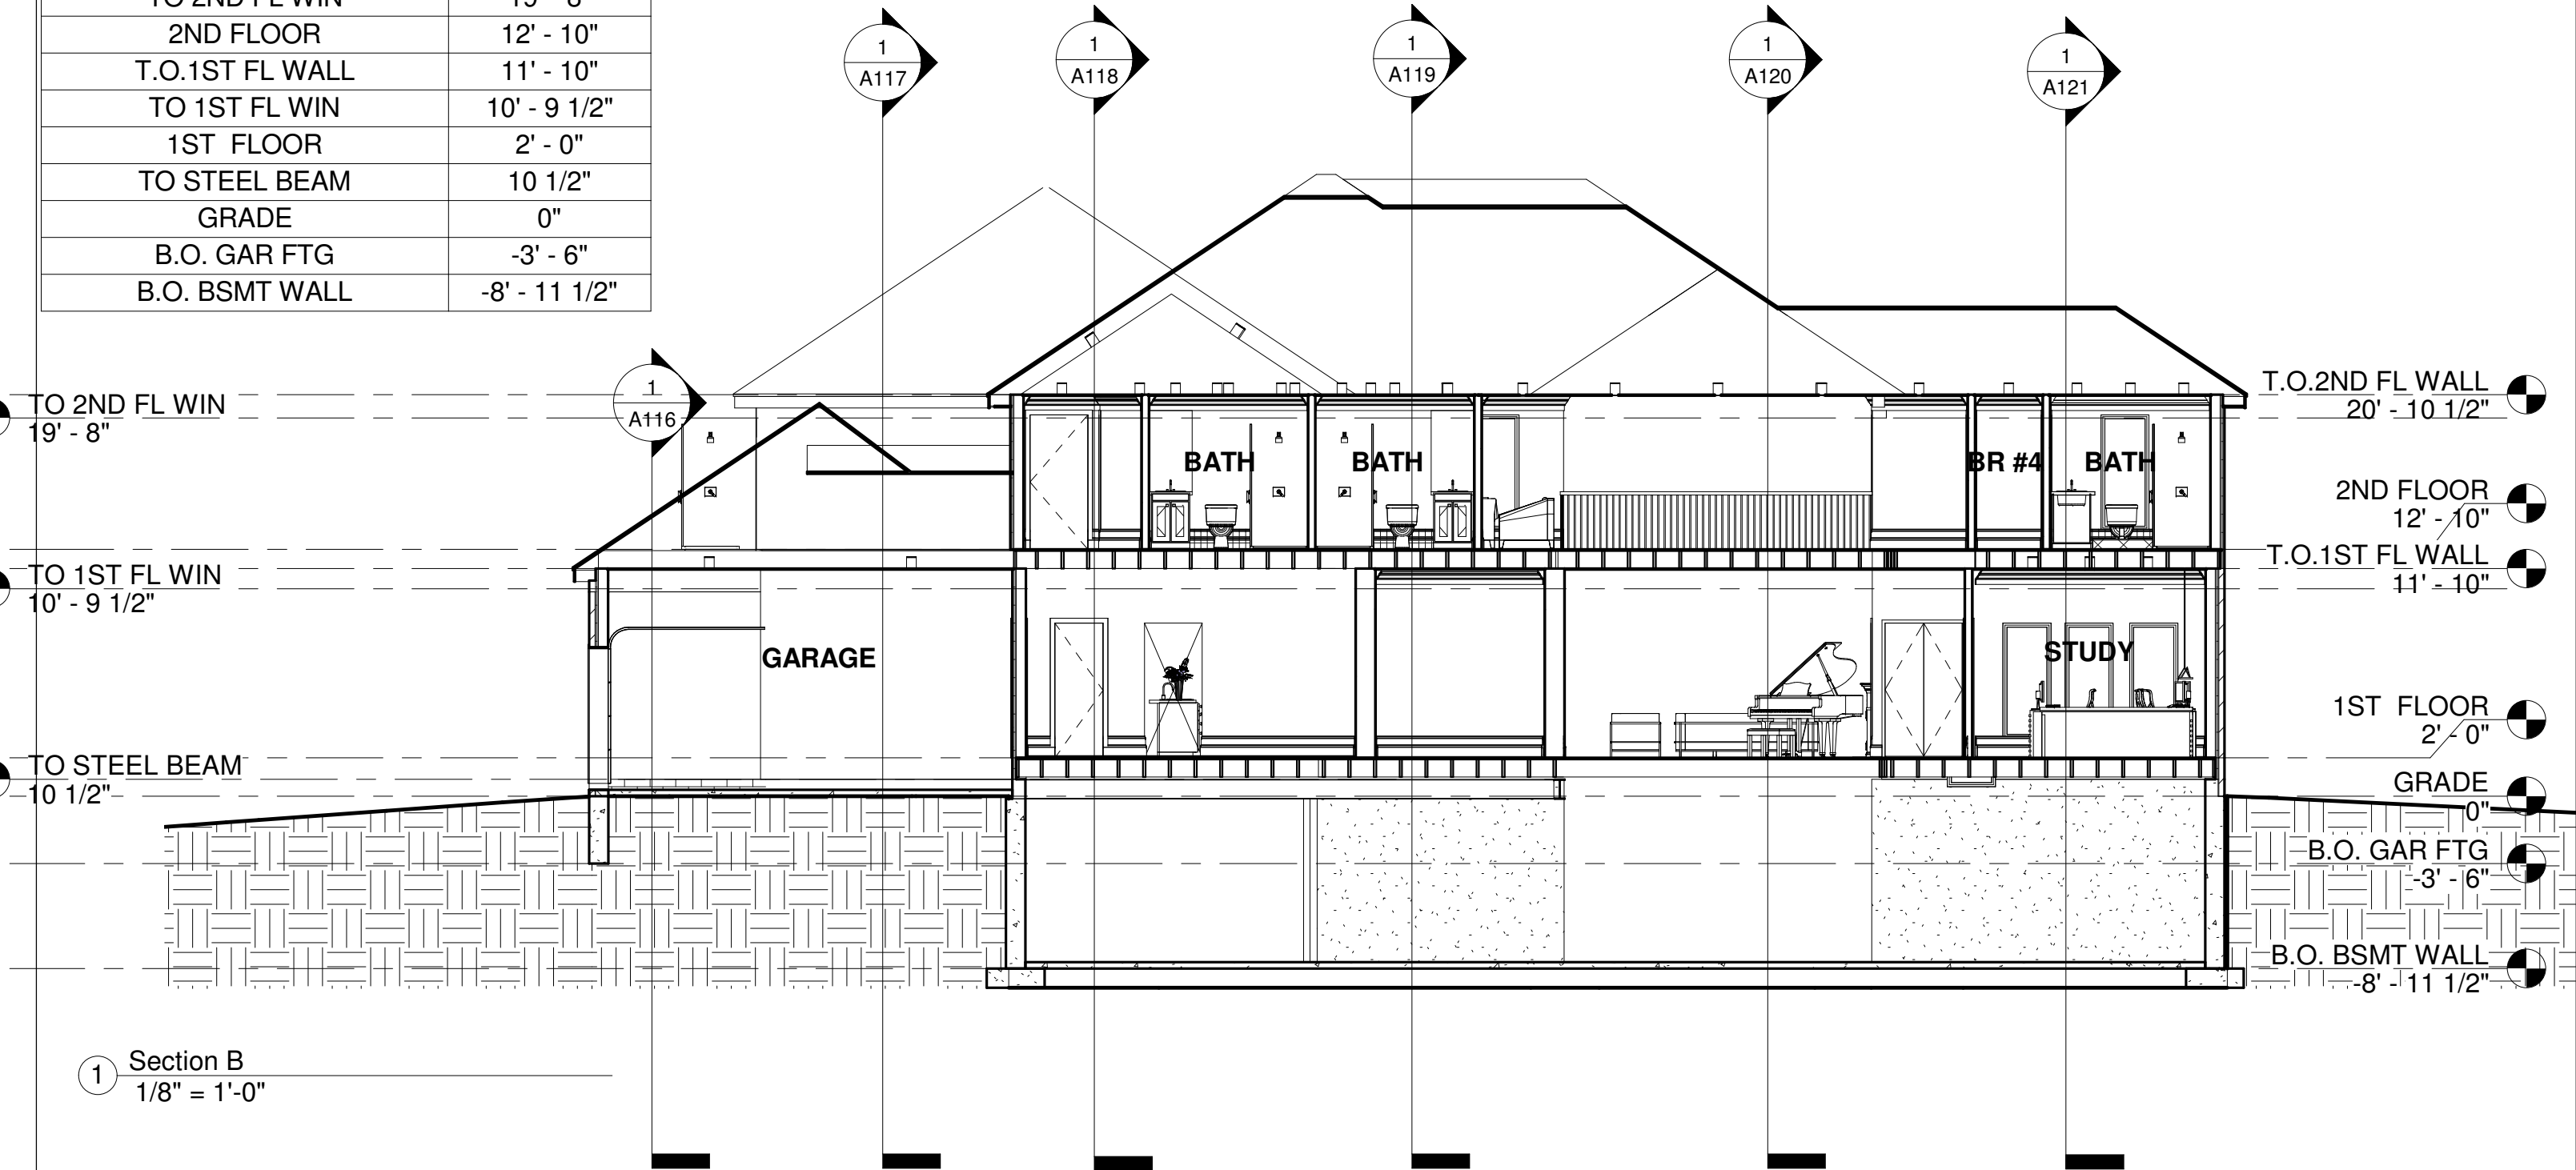 TO 2ND FL WIN 19' - 8"
2ND FLOOR 12' - 10"
T.O.1ST FL WALL 11' - 10"
TO 1ST FL WIN 10' - 9 1/2"
1ST FLOOR 2' - 0"
TO STEEL BEAM 10 1/2"
GRADE 0"
B.O. GAR FTG -3' - 6"
B.O. BSMT WALL -8' - 11 1/2"
1
A117
1
A118
1
A119
1
A120
1
A121
1
A116
TO 2ND FL WIN
19' - 8"
TO 1ST FL WIN
10' - 9 1/2"
TO STEEL BEAM
10 1/2"
BATH
BATH
BR #4
BATH
GARAGE
STUDY
T.O.2ND FL WALL
20' - 10 1/2"
2ND FLOOR
12' - 10"
T.O.1ST FL WALL
11' - 10"
1ST FLOOR
2' - 0"
GRADE
0"
B.O. GAR FTG
-3' - 6"
B.O. BSMT WALL
-8' - 11 1/2"
1
Section B
1/8" = 1'-0"